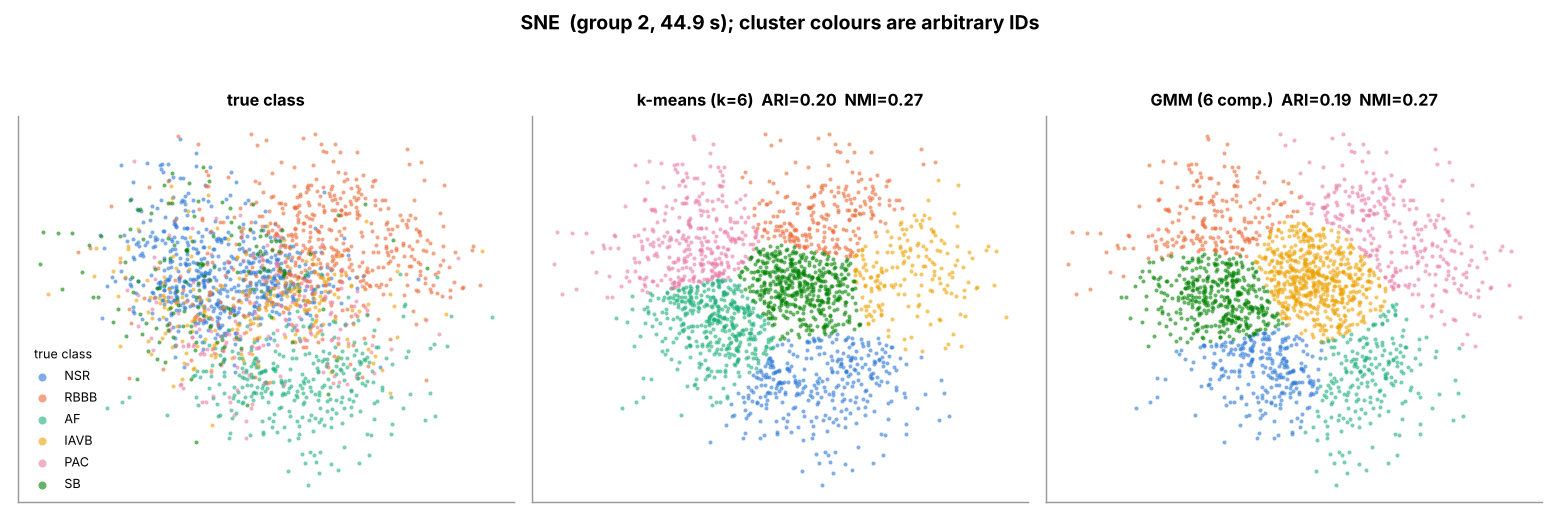 SNE (group 2, 44.9 s); cluster colours are arbitrary IDs
true class
k-means (k=6) ARI=0.20 NMI=0.27
GMM (6 comp.) ARI=0.19 NMI=0.27
true class
NSR
RBBB
AF
IAVB
PAC
SB